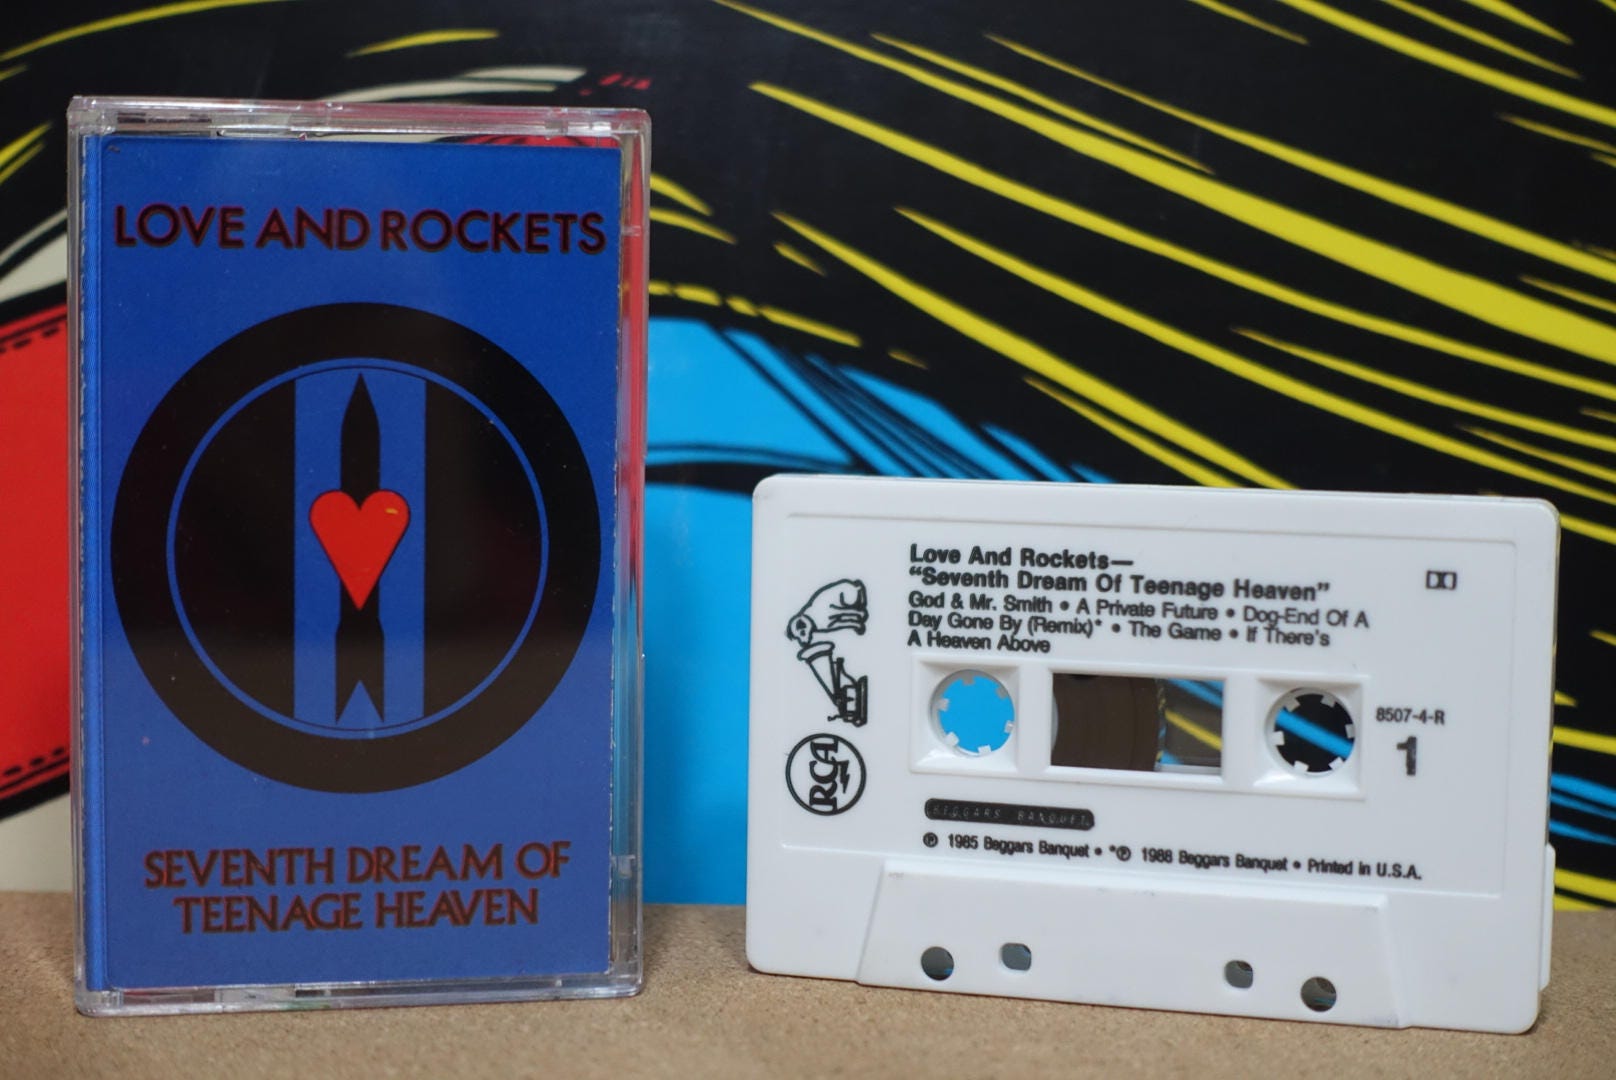 LOVE AND ROCKETS
SEVENTH DREAM OF
TEENAGE HEAVEN
Love And Rockets—
“Seventh Dream Of Teenage Heaven”
God & Mr. Smith • A Private Future • Dog-End Of A
Day Gone By (Remix)* • The Game • If There's
A Heaven Above
8507-4-R
1
RCA
BEGGARS BANQUET
℗ 1985 Beggars Banquet • *℗ 1988 Beggars Banquet • Printed in U.S.A.